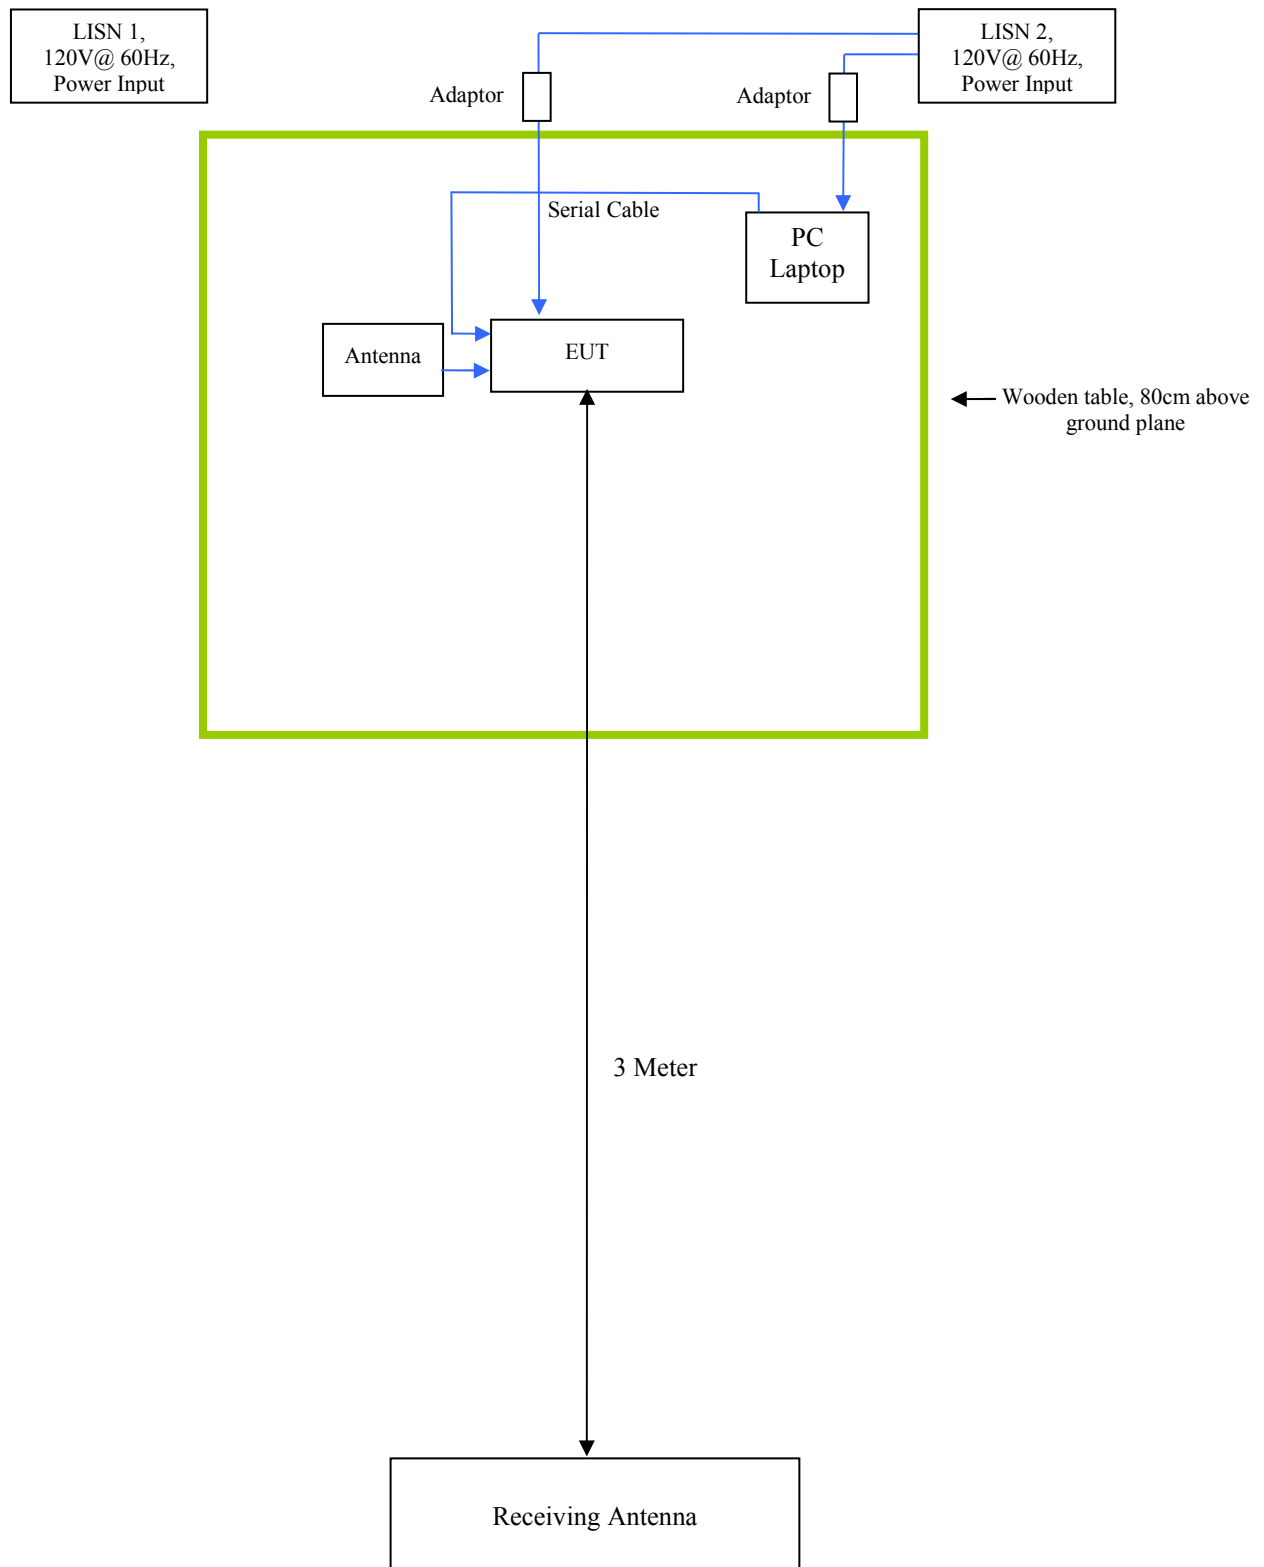 LISN 1,
120V@ 60Hz,
Power Input
LISN 2,
120V@ 60Hz,
Power Input
Adaptor
Adaptor
Serial Cable
PC
Laptop
Antenna
EUT
Wooden table, 80cm above
ground plane
3 Meter
Receiving Antenna